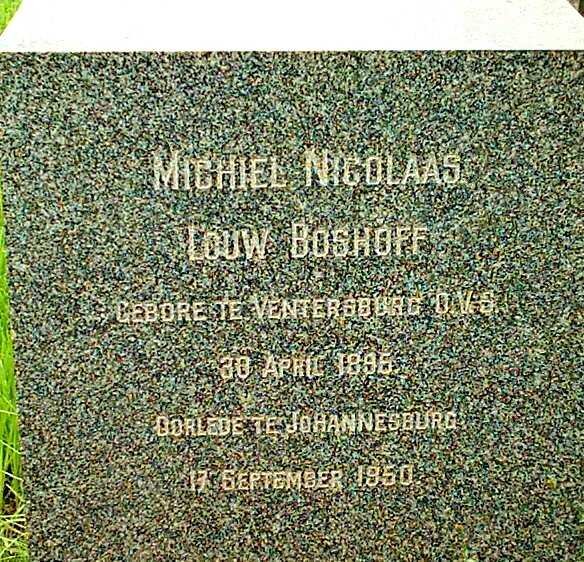 MICHIEL NICOLAAS
LOUW BOSHOFF
GEBORE TE VENTERSBURG O.V.S.
30 APRIL 1895
OORLEDE TE JOHANNESBURG
17 SEPTEMBER 1950